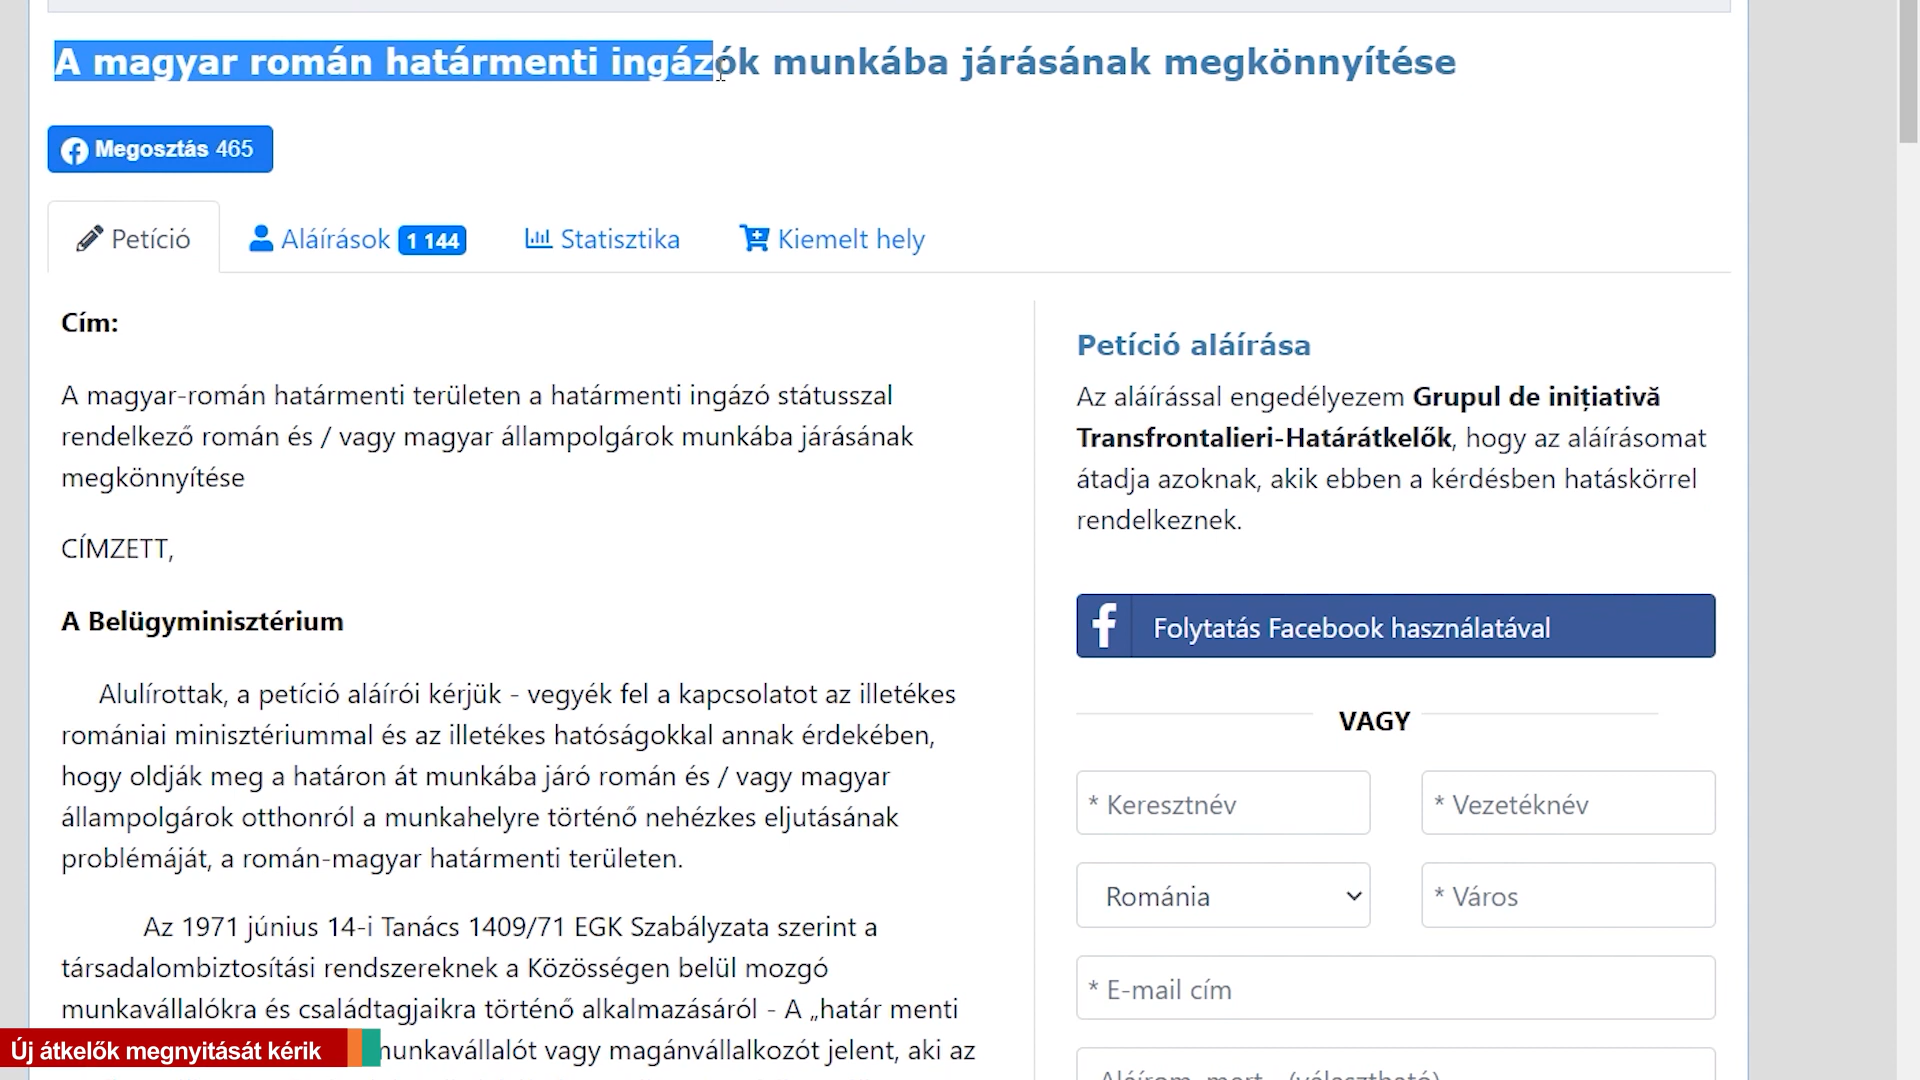 A magyar román határmenti ingázók munkába járásának megkönnyítése
Megosztás 465
Petíció
Aláírások 1 144
Statisztika
Kiemelt hely
Cím:
A magyar-román határmenti területen a határmenti ingázó státusszal
rendelkező román és / vagy magyar állampolgárok munkába járásának
megkönnyítése
CÍMZETT,
A Belügyminisztérium
Alulírottak, a petíció aláírói kérjük - vegyék fel a kapcsolatot az illetékes
romániai minisztériummal és az illetékes hatóságokkal annak érdekében,
hogy oldják meg a határon át munkába járó román és / vagy magyar
állampolgárok otthonról a munkahelyre történő nehézkes eljutásának
problémáját, a román-magyar határmenti területen.
Az 1971 június 14-i Tanács 1409/71 EGK Szabályzata szerint a
társadalombiztosítási rendszereknek a Közösségen belül mozgó
munkavállalókra és családtagjaikra történő alkalmazásáról - A „határ menti
munkavállalót vagy magánvállalkozót jelent, aki az
Petíció aláírása
Az aláírással engedélyezem Grupul de inițiativă
Transfrontalieri-Határátkelők, hogy az aláírásomat
átadja azoknak, akik ebben a kérdésben hatáskörrel
rendelkeznek.
Folytatás Facebook használatával
VAGY
* Keresztnév
* Vezetéknév
Románia
* Város
* E-mail cím
Aláírom, mert... (választható)
Új átkelők megnyitását kérik